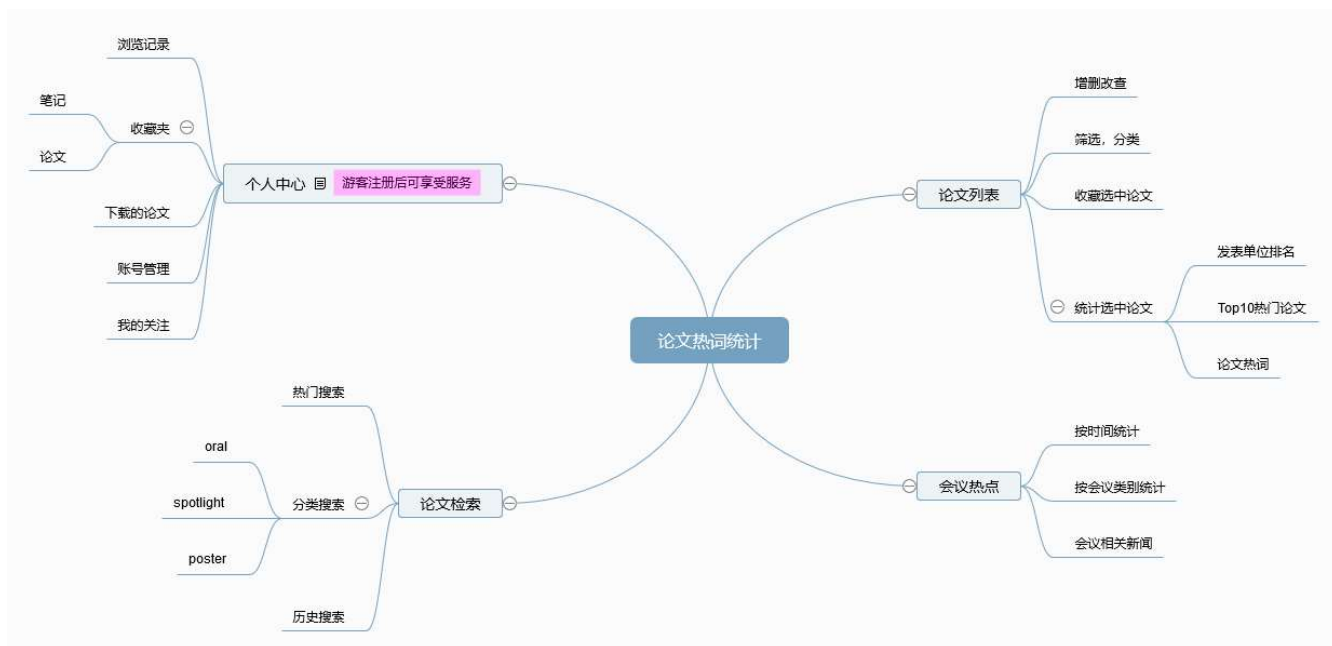 论文热词统计
个人中心
游客注册后可享受服务
浏览记录
收藏夹
笔记
论文
下载的论文
账号管理
我的关注
论文检索
热门搜索
分类搜索
oral
spotlight
poster
历史搜索
论文列表
增删改查
筛选，分类
收藏选中论文
统计选中论文
发表单位排名
Top10热门论文
论文热词
会议热点
按时间统计
按会议类别统计
会议相关新闻